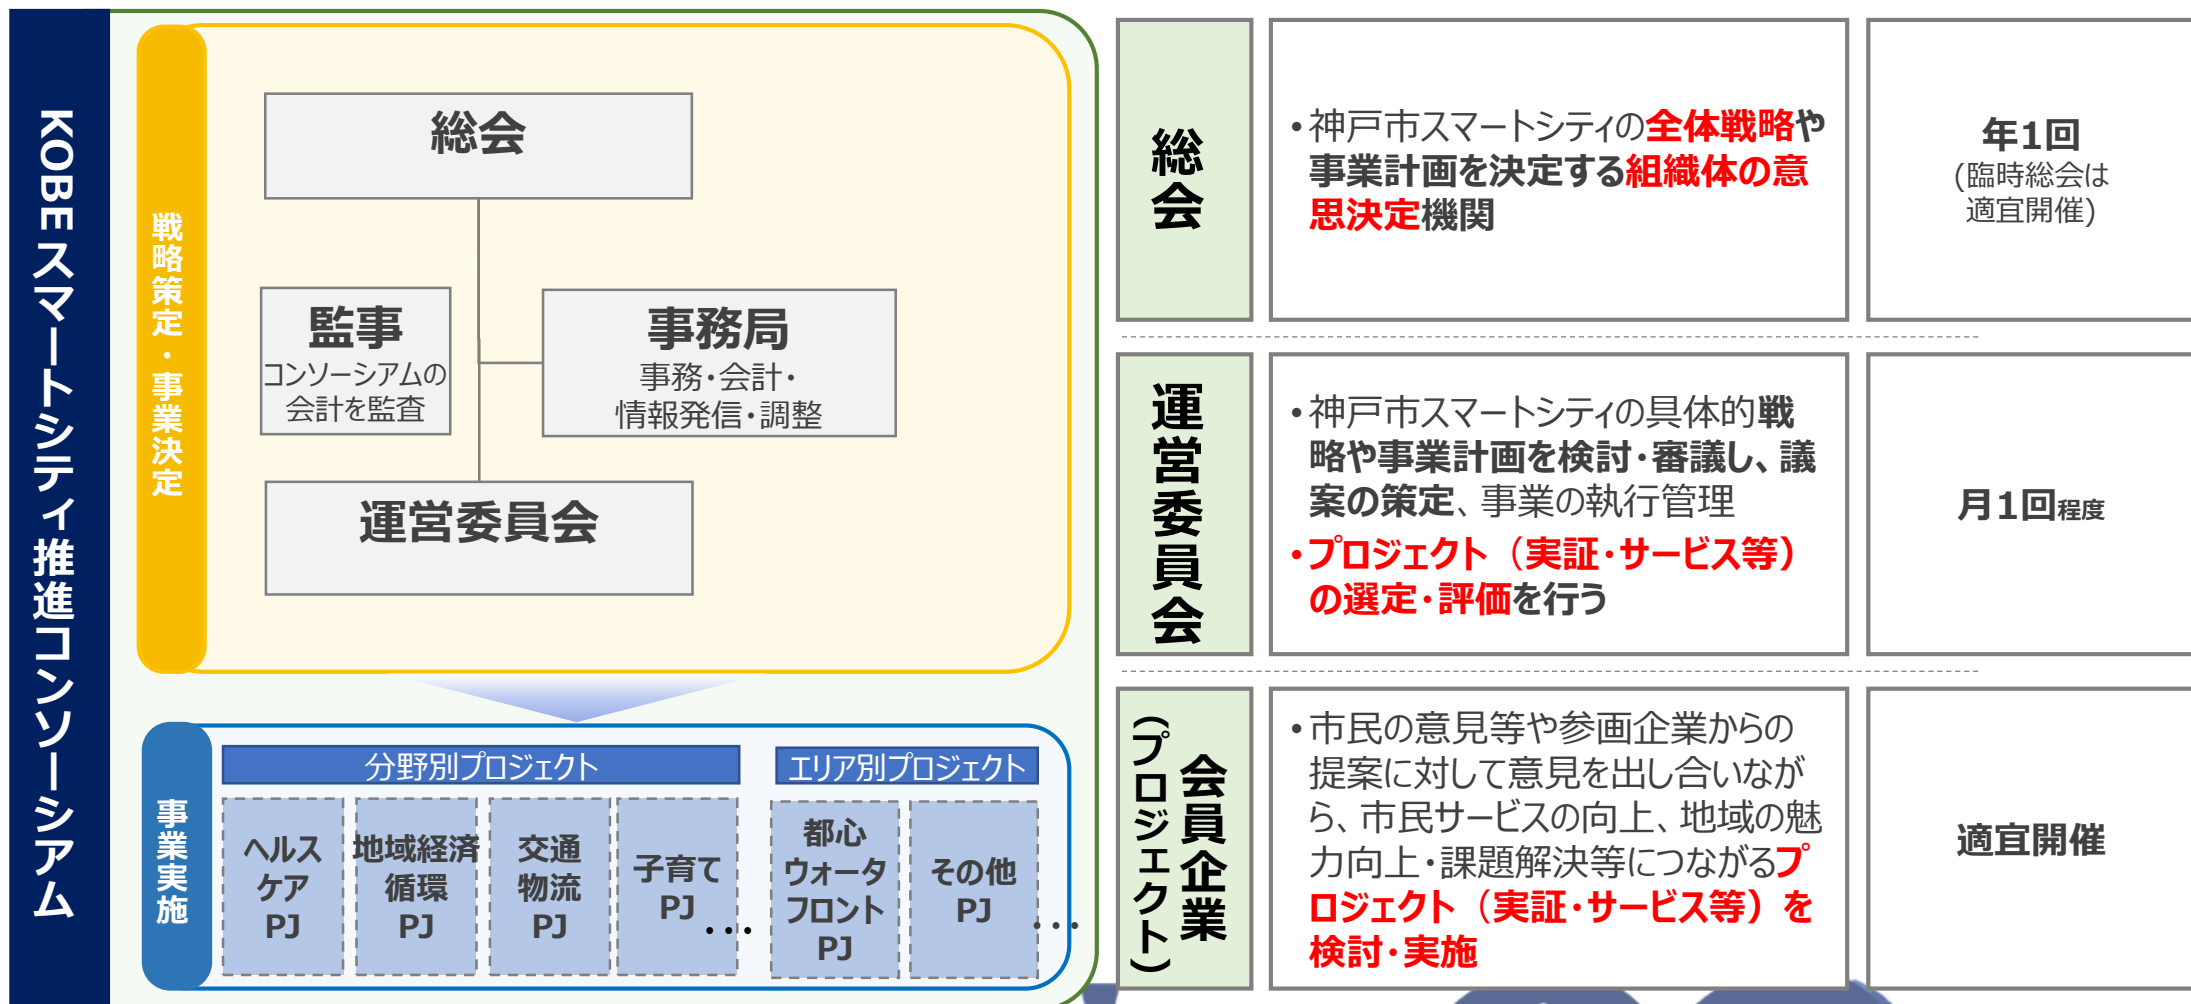 KOBEスマートシティ推進コンソーシアム
戦略策定・事業決定
総会
監事
コンソーシアムの
会計を監査
事務局
事務・会計・
情報発信・調整
運営委員会
事業実施
分野別プロジェクト
ヘルス
ケア
PJ
地域経済
循環
PJ
交通
物流
PJ
子育て
PJ
・・・
エリア別プロジェクト
都心
ウォータ
フロント
PJ
その他
PJ
・・・
総会
・神戸市スマートシティの全体戦略や
事業計画を決定する組織体の意
思決定機関
年1回
(臨時総会は
適宜開催)
運営委員会
・神戸市スマートシティの具体的戦
略や事業計画を検討・審議し、議
案の策定、事業の執行管理
・プロジェクト（実証・サービス等）
の選定・評価を行う
月1回程度
会員企業
（プロジェクト）
・市民の意見等や参画企業からの
提案に対して意見を出し合いなが
ら、市民サービスの向上、地域の魅
力向上・課題解決等につながるプ
ロジェクト（実証・サービス等）を
検討・実施
適宜開催